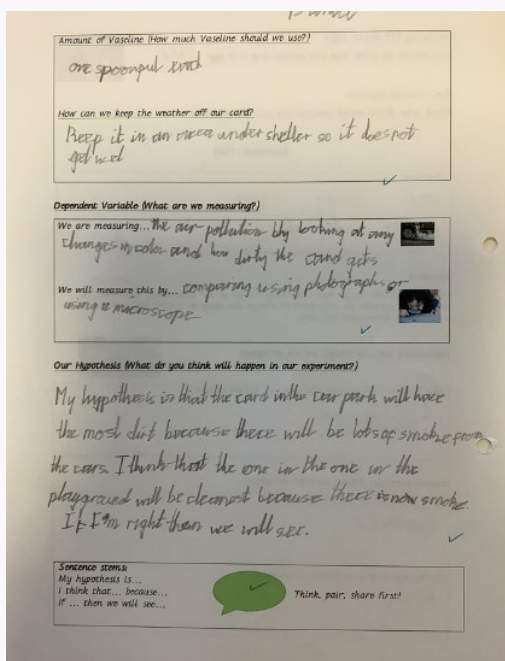 Amount of Vaseline (How much Vaseline should we use?)
one spoonful each
How can we keep the weather off our card?
Keep it in an area under shelter so it does not
get wet
Dependent Variable (What are we measuring?)
We are measuring... the air pollution by looking at any
changes in color and how dirty the card gets
We will measure this by... comparing using photographs or
using a microscope
Our Hypothesis (What do you think will happen in our experiment?)
My hypothesis is that the card in the car park will have
the most dirt because there will be lots of smoke from
the cars. I think that the one in the one in the
playground will be cleanest because there is now smoke.
If I'm right then we will see.
Sentence stems:
My hypothesis is...
I think that... because...
If ... then we will see...
Think, pair, share first!